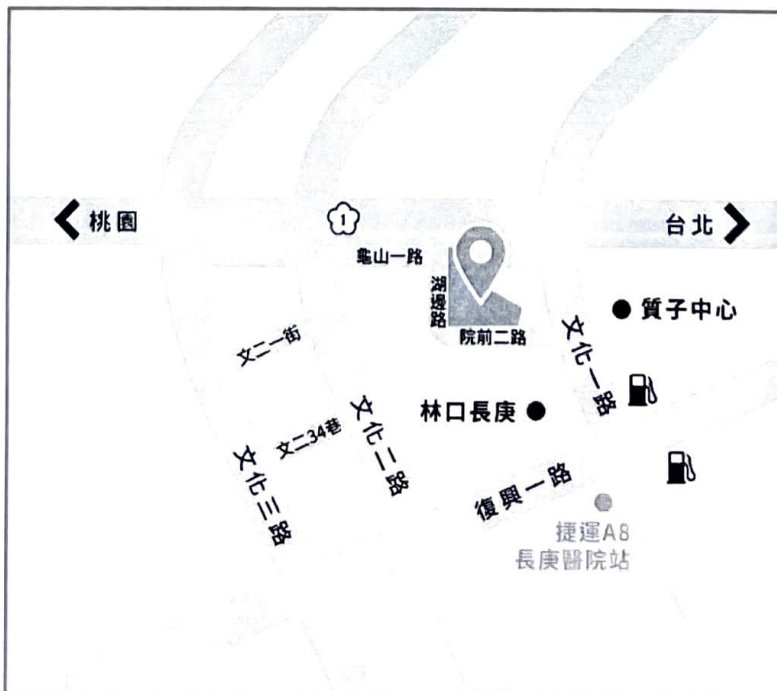 桃園
1
台北
龜山一路
湖邊路
質子中心
院前二路
文二一街
文化一路
林口長庚
文化二路
文二34巷
文化三路
復興一路
捷運A8
長庚醫院站